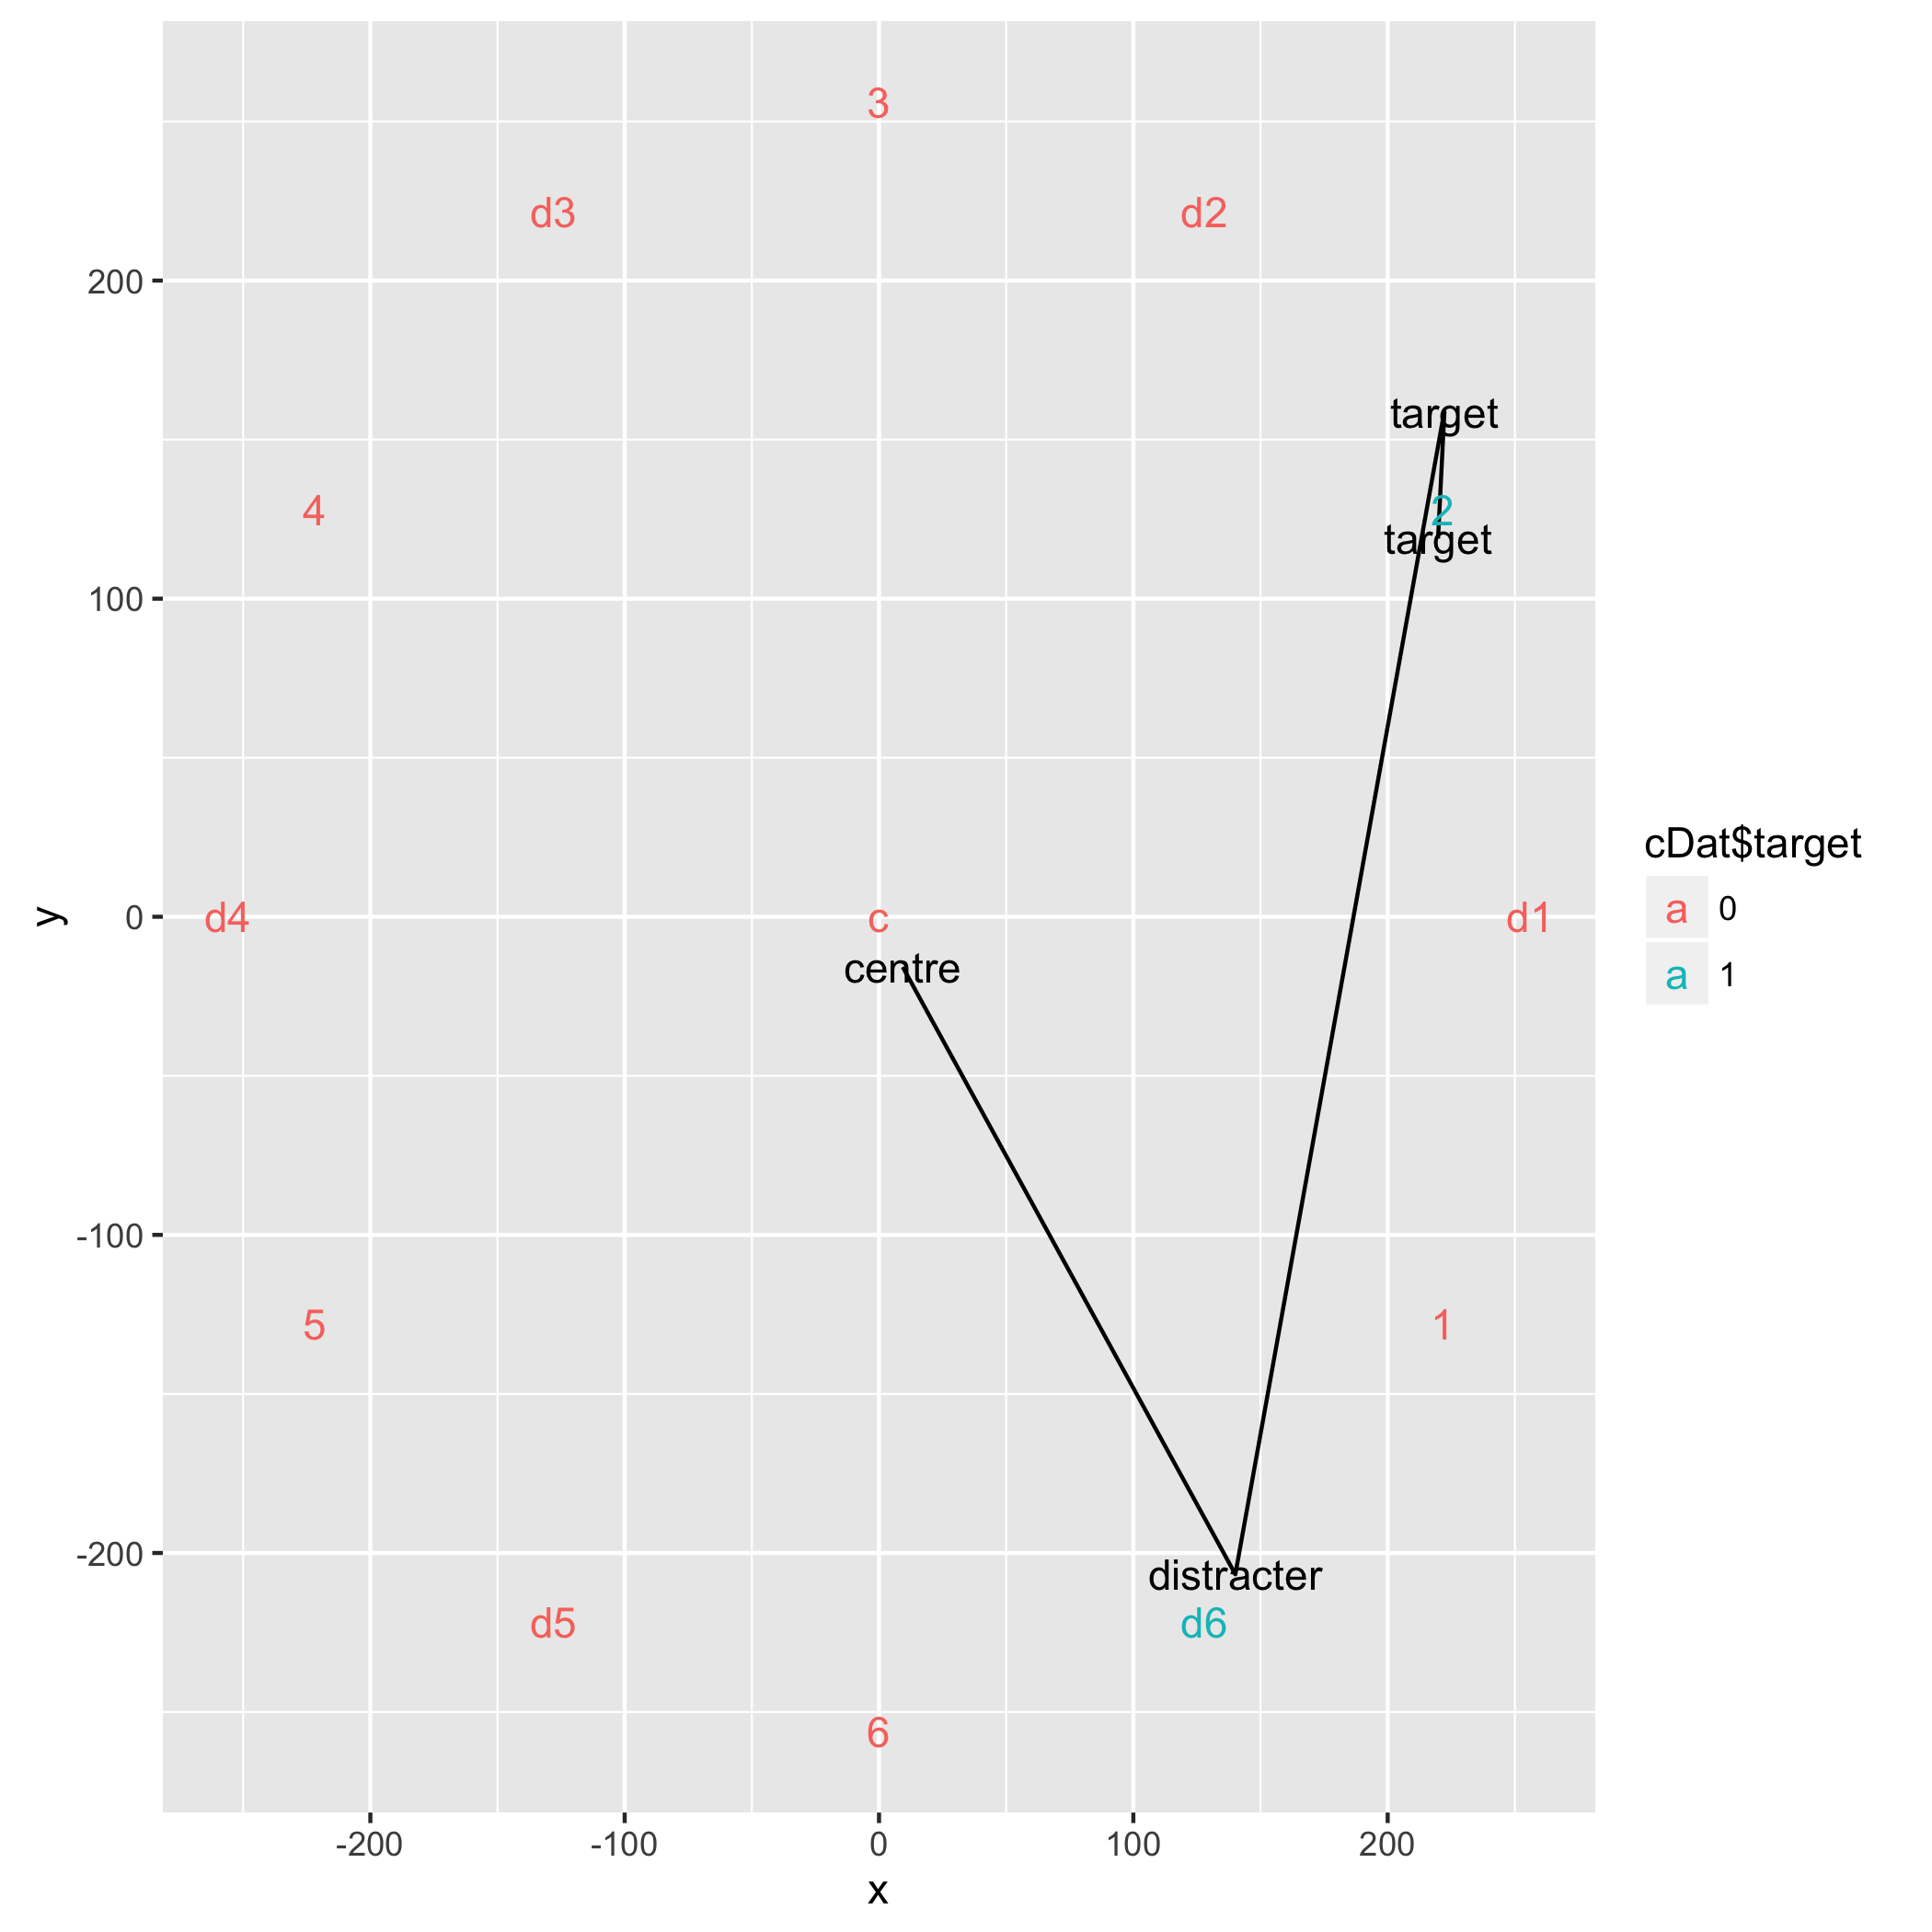 3
d3 d2
200
target
4 2
target
100
y
0
d4 c d1
centre
-100
5 1
-200
distracter
d5 d6
6
-200 -100 0 100 200
x
cDat$target
a 0
a 1